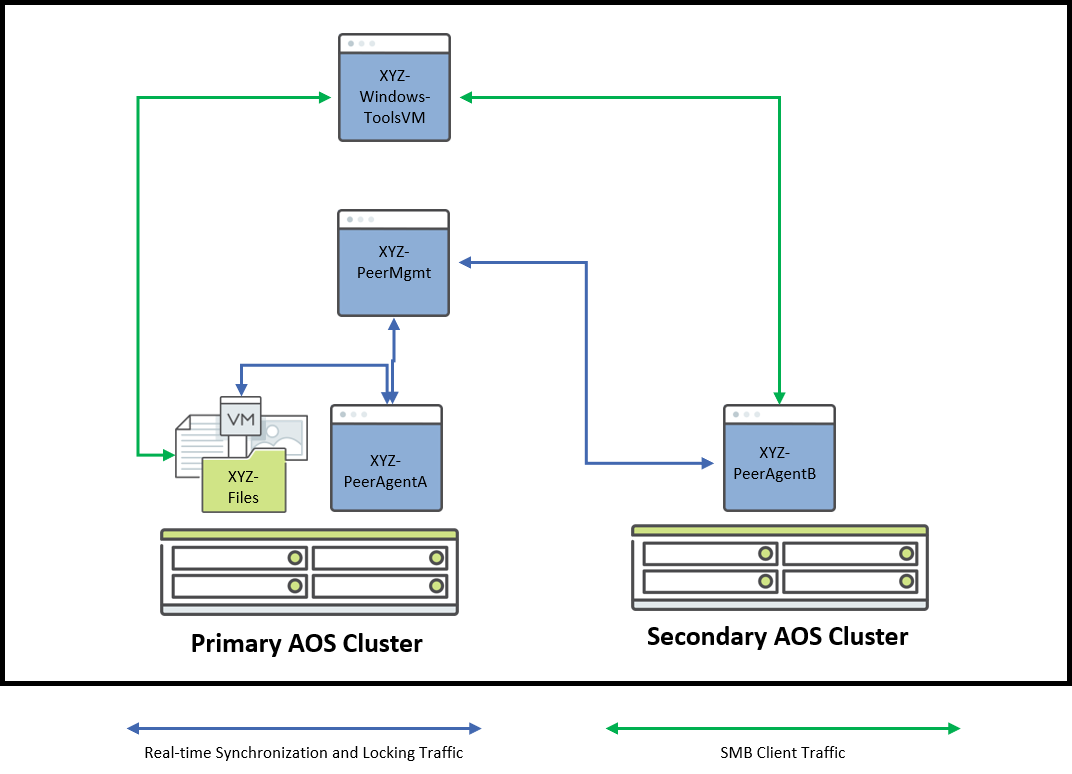 XYZ-
Windows-
ToolsVM
XYZ-
PeerMgmt
VM
XYZ-
Files
XYZ-
PeerAgentA
XYZ-
PeerAgentB
Primary AOS Cluster
Secondary AOS Cluster
Real-time Synchronization and Locking Traffic
SMB Client Traffic